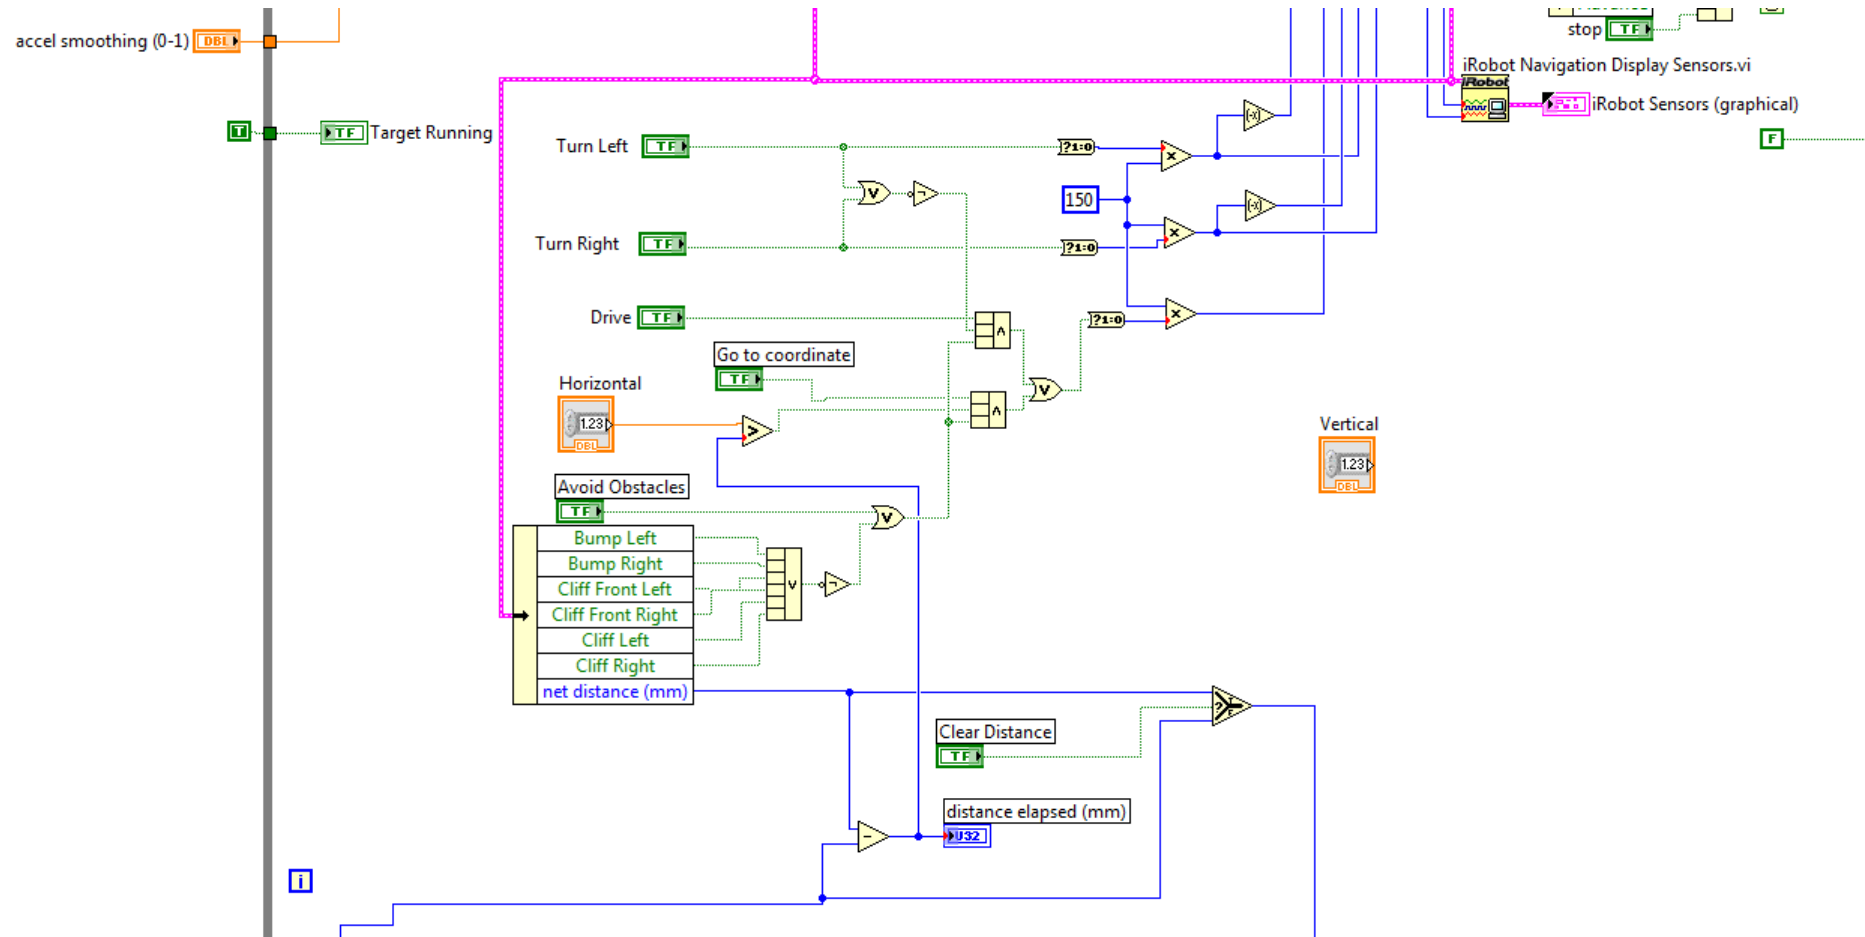 stop
TF
accel smoothing (0-1)
DBL
iRobot Navigation Display Sensors.vi
iRobot
iRobot Sensors (graphical)
T
TF
Target Running
F
Turn Left
TF
?1:0
x
(-x)
V
¬
150
Turn Right
TF
?1:0
x
(-x)
Drive
TF
Λ
?1:0
x
Go to coordinate
TF
Horizontal
1.23
DBL
>
Λ
V
Vertical
1.23
DBL
Avoid Obstacles
TF
V
Bump Left
Bump Right
Cliff Front Left
Cliff Front Right
Cliff Left
Cliff Right
net distance (mm)
V
¬
?
T
F
Clear Distance
TF
distance elapsed (mm)
U32
-
i